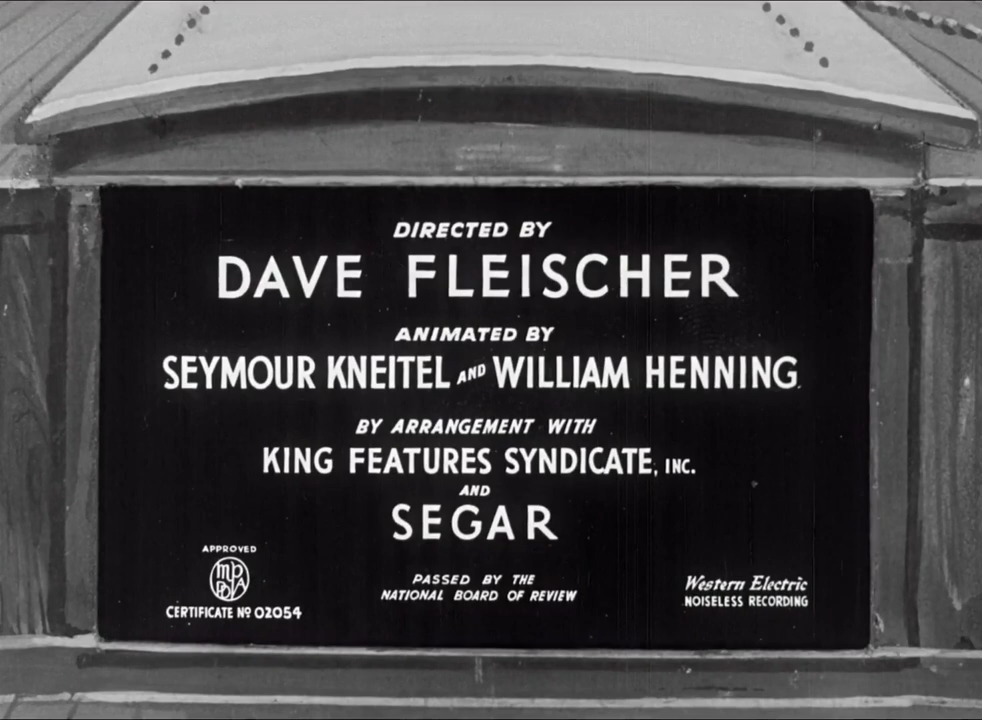 DIRECTED BY
DAVE FLEISCHER
ANIMATED BY
SEYMOUR KNEITEL AND WILLIAM HENNING
BY ARRANGEMENT WITH
KING FEATURES SYNDICATE, INC.
AND
SEGAR
APPROVED
MPPDA
CERTIFICATE Nº 02054
PASSED BY THE
NATIONAL BOARD OF REVIEW
Western Electric
NOISELESS RECORDING